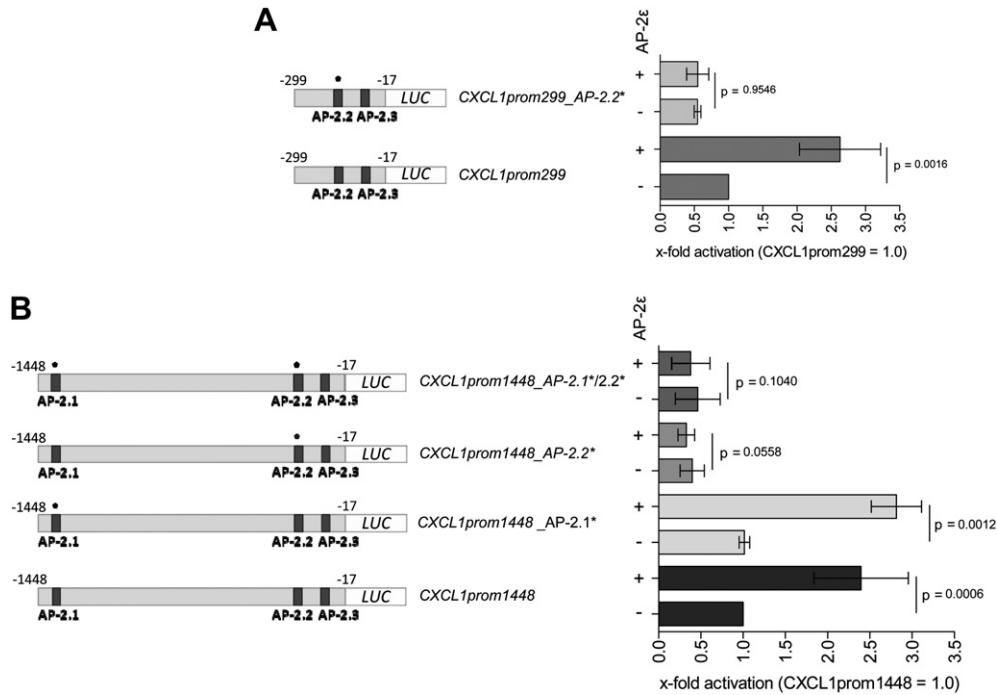 A
AP-2ε
-299 -17
LUC
CXCL1prom299_AP-2.2*
AP-2.2 AP-2.3
+
-
p = 0.9546
-299 -17
LUC
CXCL1prom299
AP-2.2 AP-2.3
+
-
p = 0.0016
0.0 0.5 1.0 1.5 2.0 2.5 3.0 3.5
x-fold activation (CXCL1prom299 = 1.0)
B
AP-2ε
-1448 -17
LUC
CXCL1prom1448_AP-2.1*/2.2*
AP-2.1 AP-2.2 AP-2.3
+
-
p = 0.1040
-1448 -17
LUC
CXCL1prom1448_AP-2.2*
AP-2.1 AP-2.2 AP-2.3
+
-
p = 0.0558
-1448 -17
LUC
CXCL1prom1448 _AP-2.1*
AP-2.1 AP-2.2 AP-2.3
+
-
p = 0.0012
-1448 -17
LUC
CXCL1prom1448
AP-2.1 AP-2.2 AP-2.3
+
-
p = 0.0006
0.0 0.5 1.0 1.5 2.0 2.5 3.0 3.5
x-fold activation (CXCL1prom1448 = 1.0)